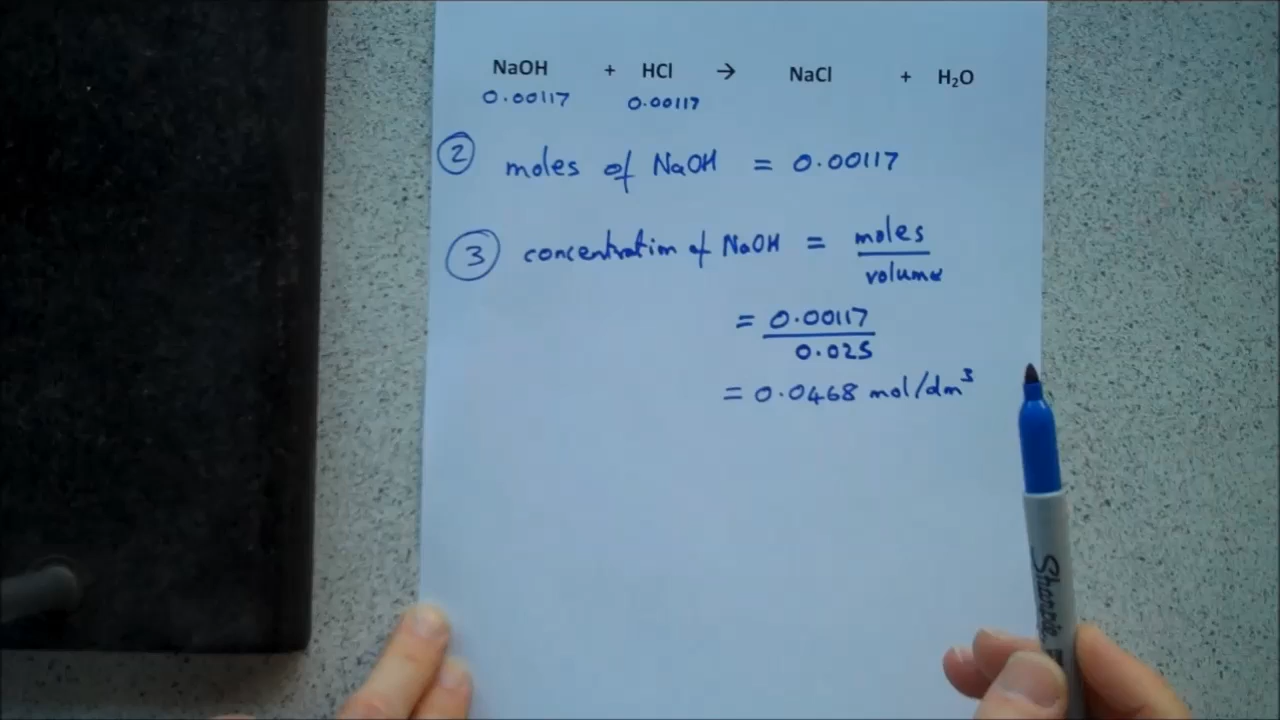 NaOH + HCl → NaCl + H₂O
0.00117 0.00117
2 moles of NaOH = 0.00117
3 concentration of NaOH = moles
volume
= 0.00117
0.025
= 0.0468 mol/dm³
Sharpie